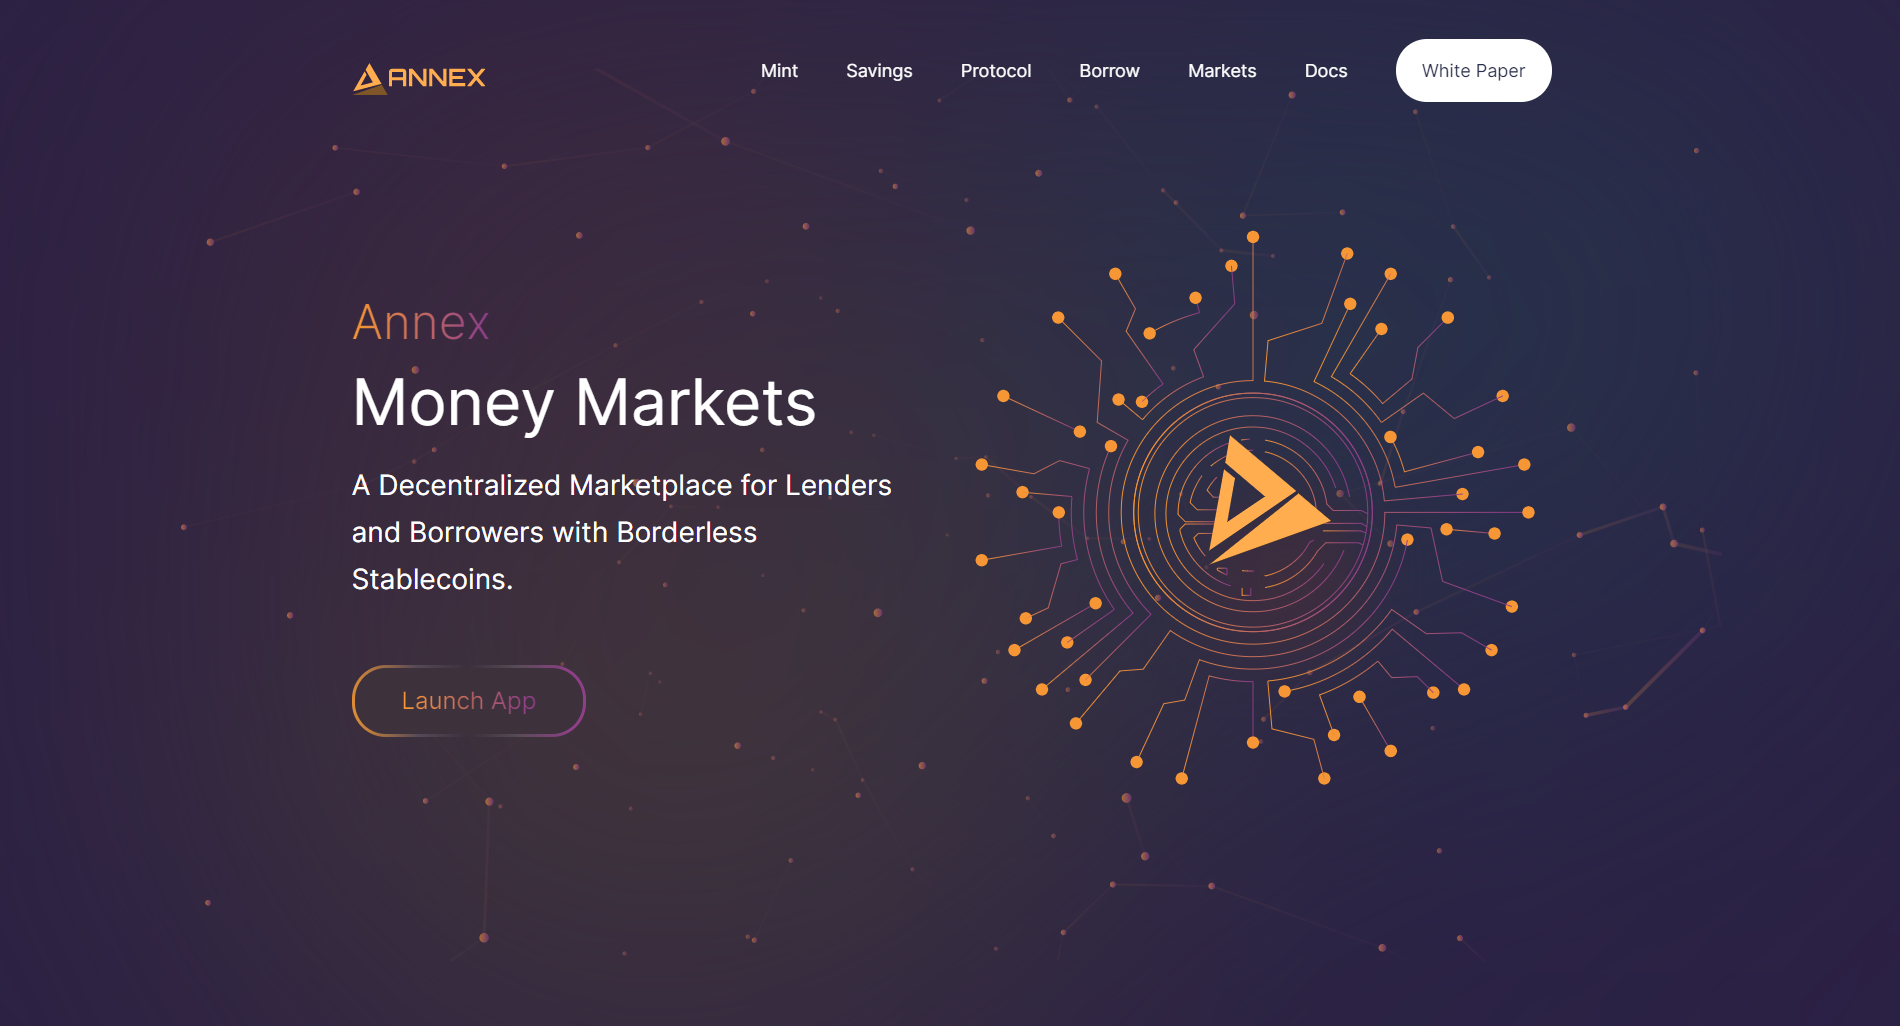 ANNEX
Mint
Savings
Protocol
Borrow
Markets
Docs
White Paper
Annex
Money Markets
A Decentralized Marketplace for Lenders
and Borrowers with Borderless
Stablecoins.
Launch App